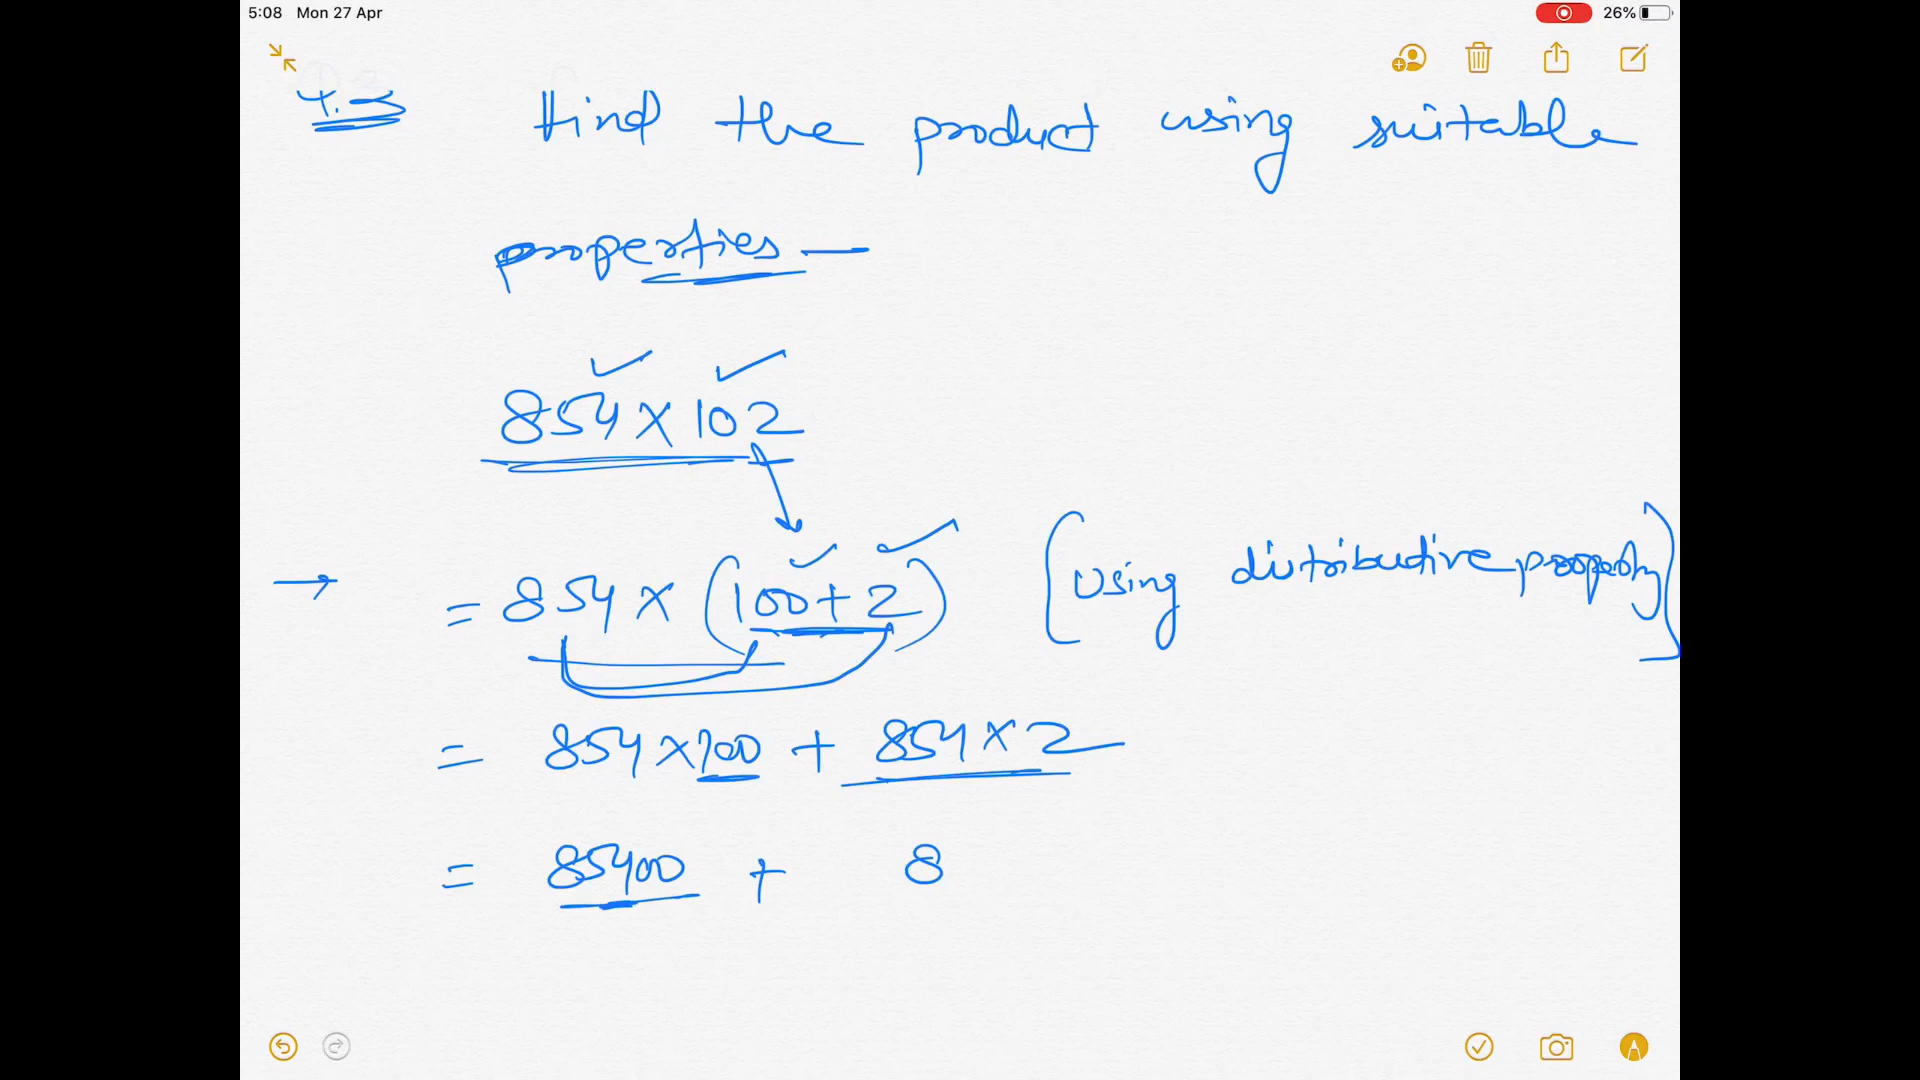 5:08 Mon 27 Apr 26%
Find the product using suitable
properties —
854 × 102
→ = 854 × (100 + 2) [Using distributive property]
= 854 × 100 + 854 × 2
= 85400 + 8